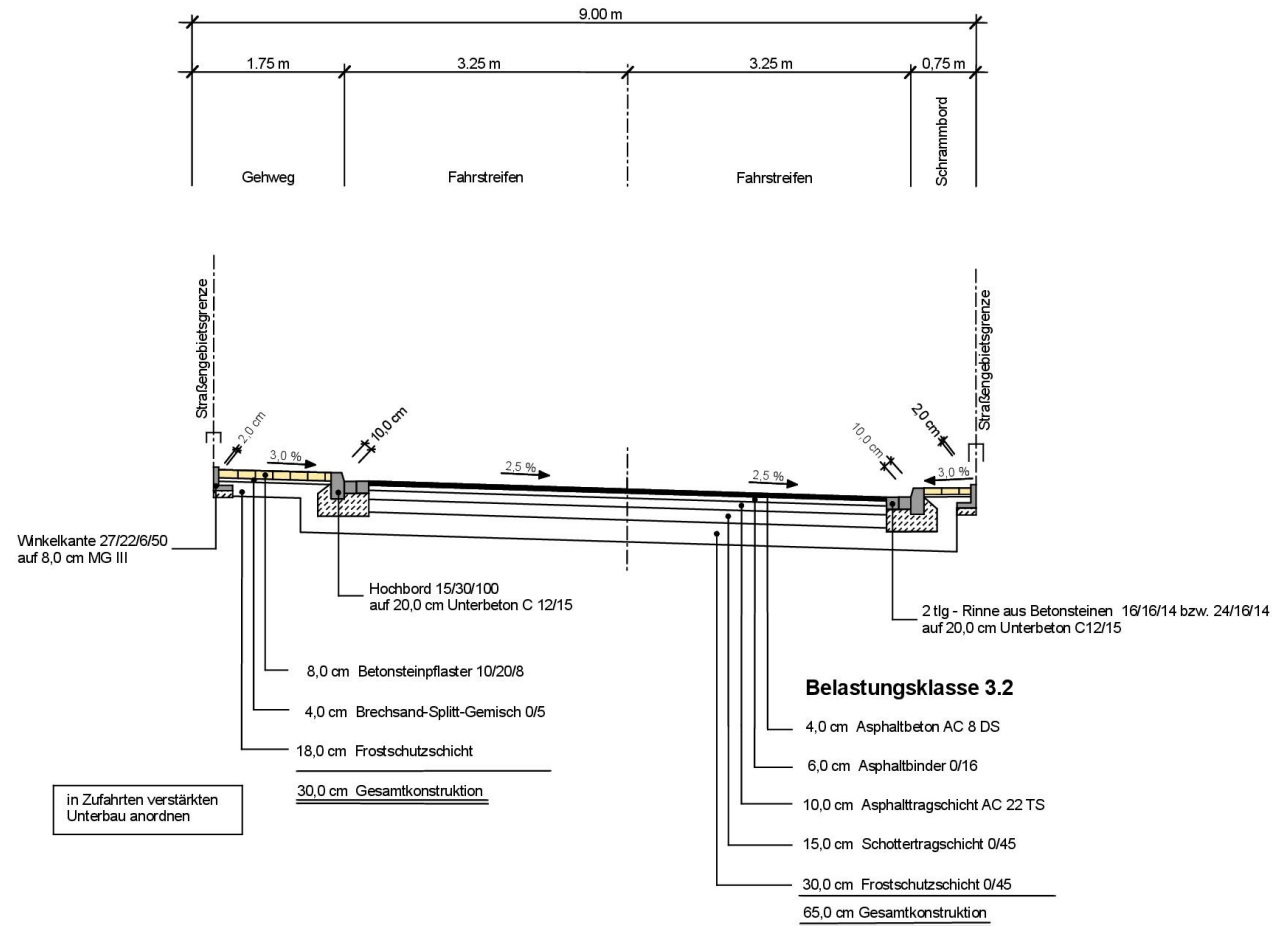 9.00 m
1.75 m
3.25 m
3.25 m
0,75 m
Gehweg
Fahrstreifen
Fahrstreifen
Schrammbord
Straßengebietsgrenze
Straßengebietsgrenze
2.0 cm
3,0 %
10,0 cm
2,5 %
2,5 %
10.0 cm
2.0 cm
3,0 %
Winkelkante 27/22/6/50
auf 8,0 cm MG III
Hochbord 15/30/100
auf 20,0 cm Unterbeton C 12/15
2 tlg - Rinne aus Betonsteinen 16/16/14 bzw. 24/16/14
auf 20,0 cm Unterbeton C12/15
8,0 cm Betonsteinpflaster 10/20/8
4,0 cm Brechsand-Splitt-Gemisch 0/5
18,0 cm Frostschutzschicht
30,0 cm Gesamtkonstruktion
in Zufahrten verstärkten
Unterbau anordnen
Belastungsklasse 3.2
4,0 cm Asphaltbeton AC 8 DS
6,0 cm Asphaltbinder 0/16
10,0 cm Asphalttragschicht AC 22 TS
15,0 cm Schottertragschicht 0/45
30,0 cm Frostschutzschicht 0/45
65,0 cm Gesamtkonstruktion